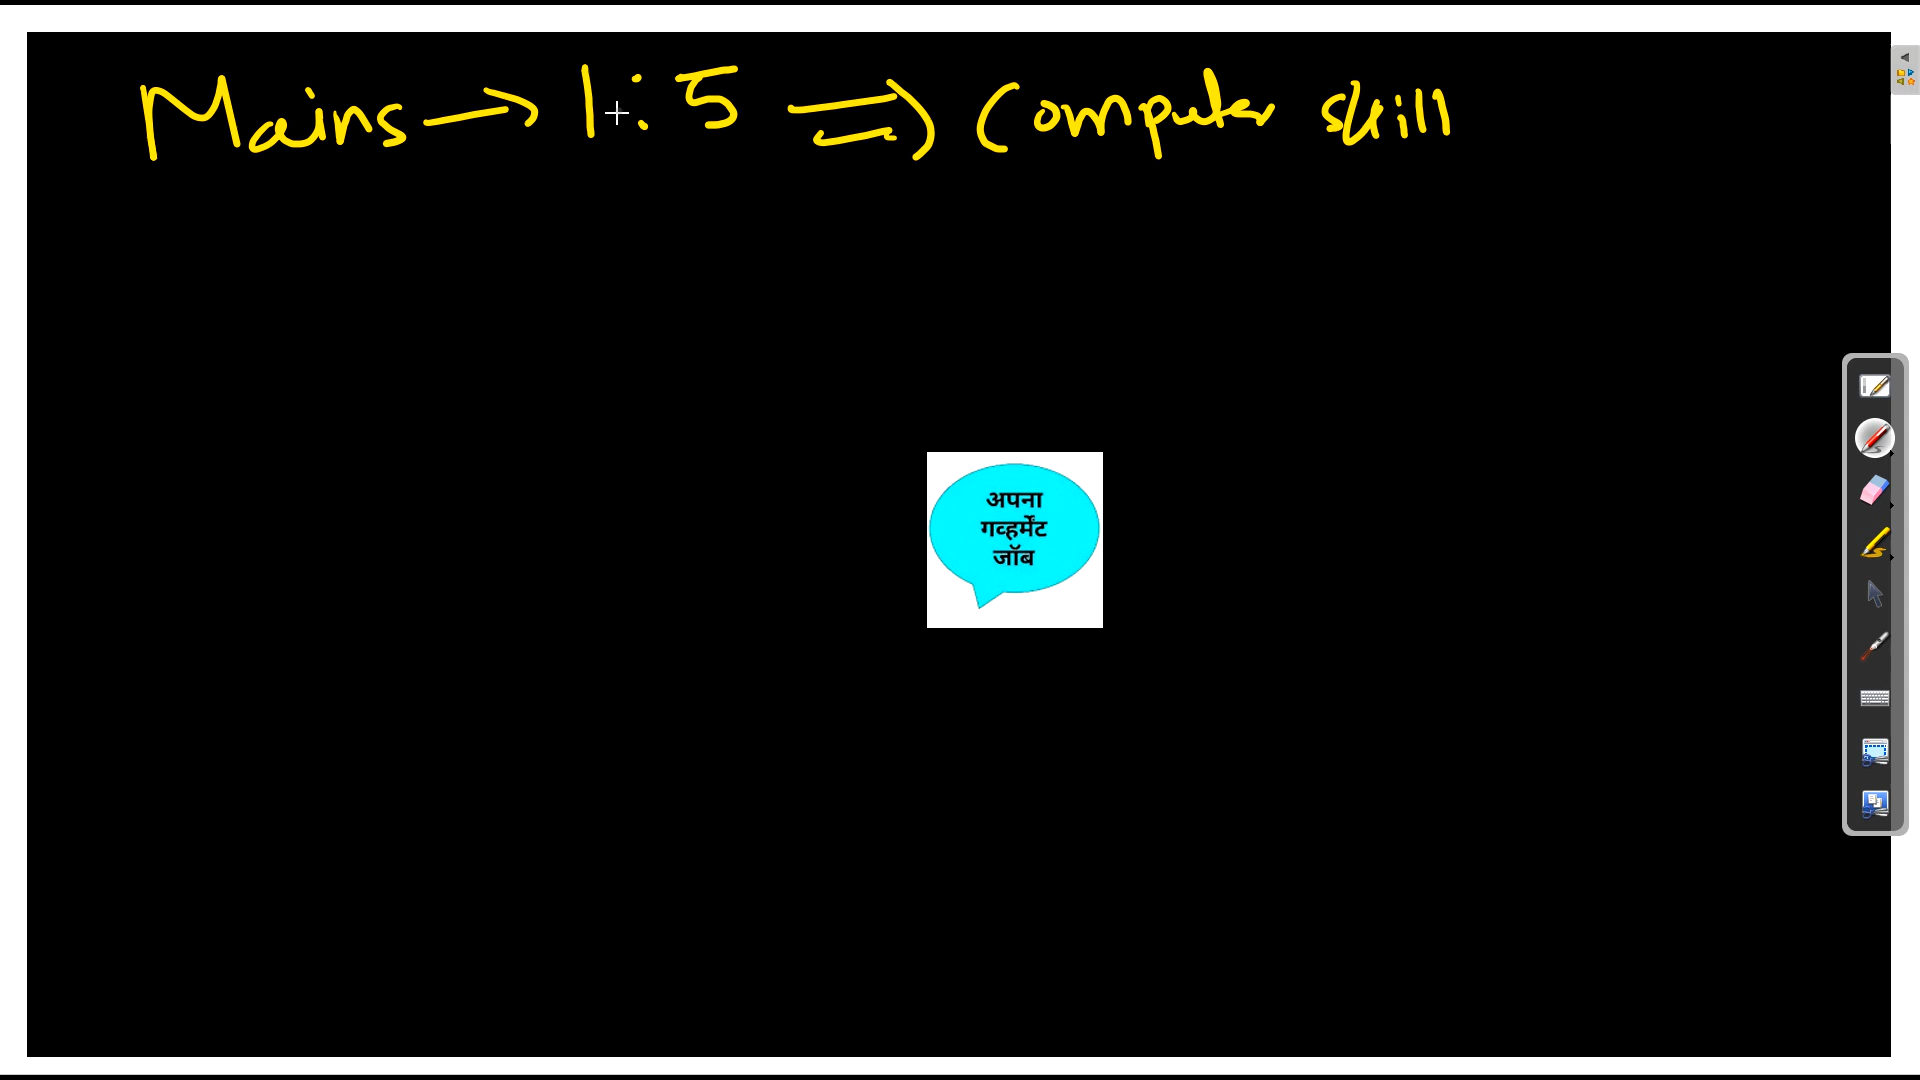 Mains → 1:5 ⇒ Computer skill
अपना
गव्हर्मेंट
जॉब